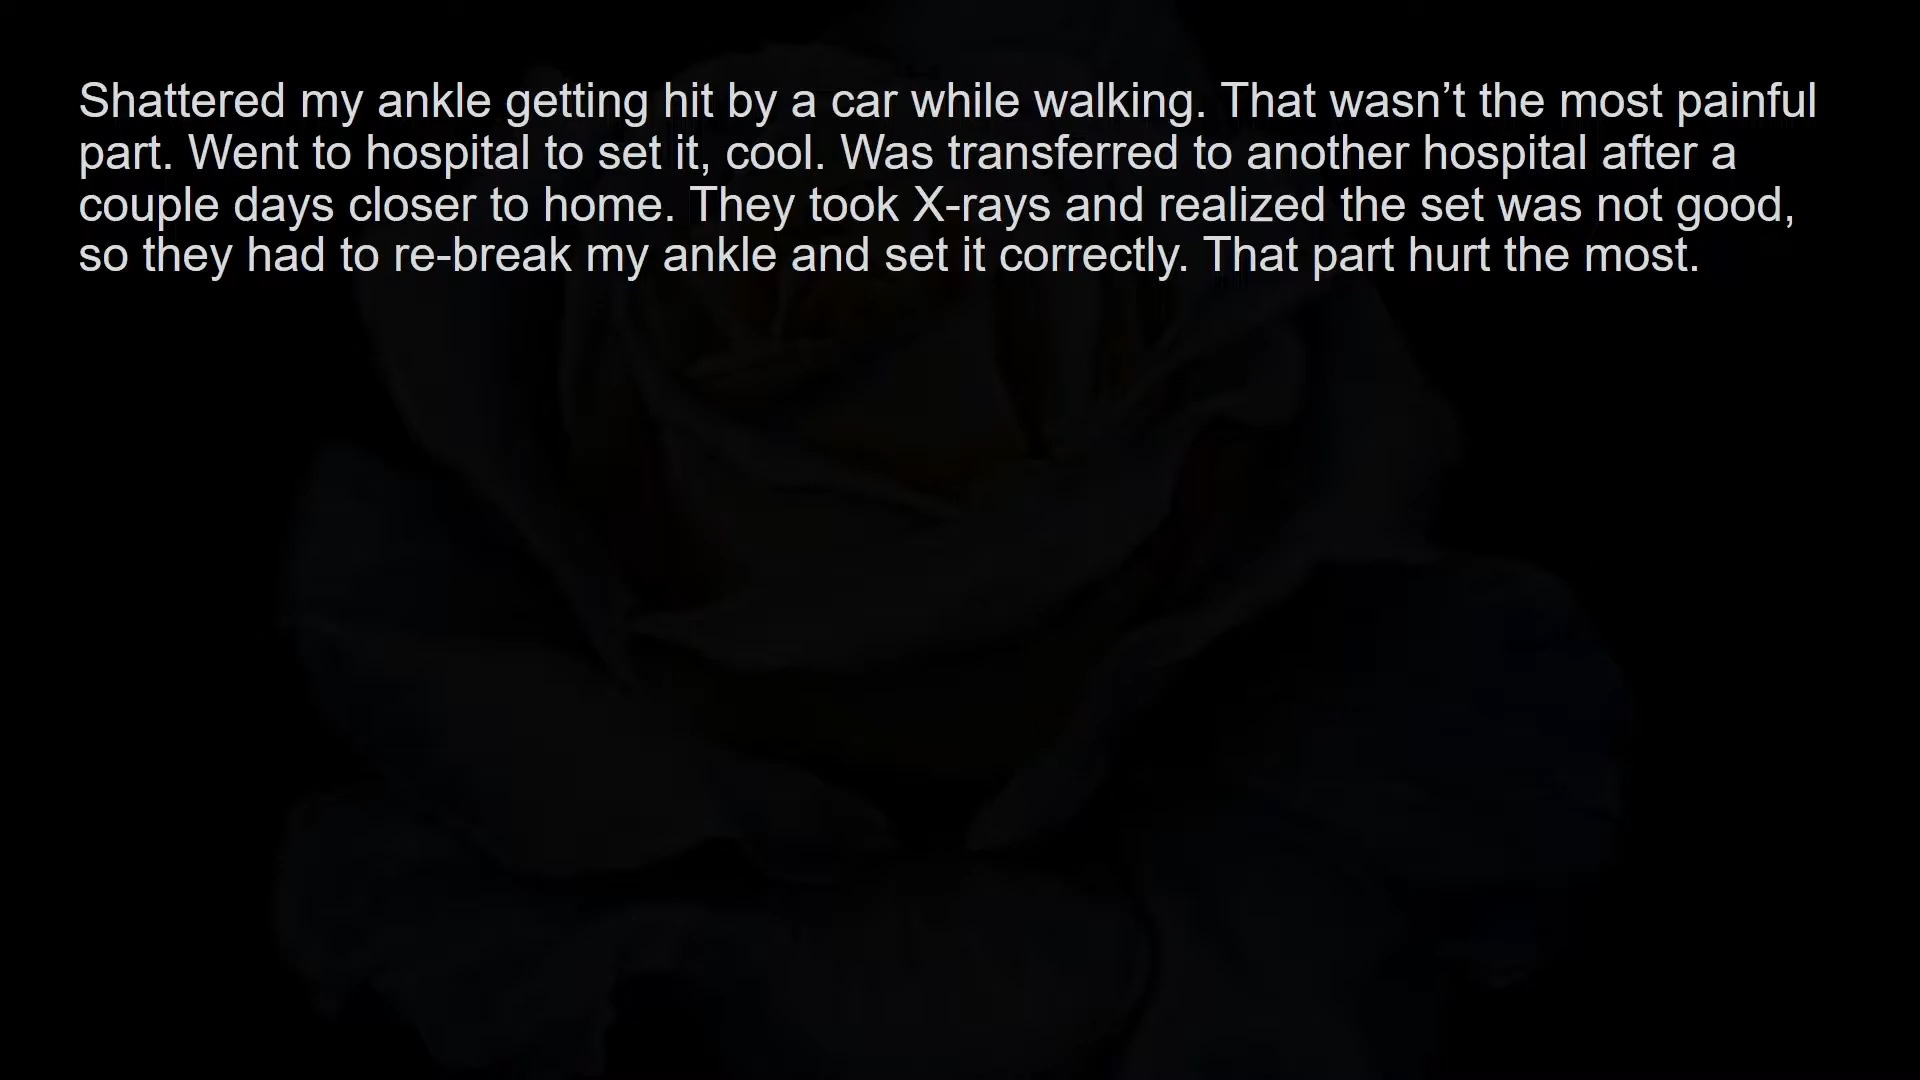 Shattered my ankle getting hit by a car while walking. That wasn’t the most painful
part. Went to hospital to set it, cool. Was transferred to another hospital after a
couple days closer to home. They took X-rays and realized the set was not good,
so they had to re-break my ankle and set it correctly. That part hurt the most.